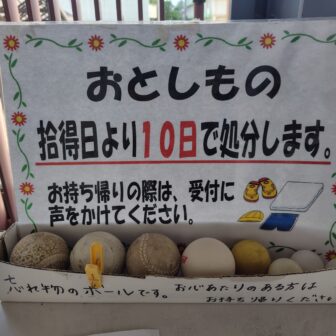 おとしもの
拾得日より10日で処分します。
お持ち帰りの際は、受付に
声をかけてください。
忘れ物のボールです。 お心あたりのある方は
お持ち帰りくだ